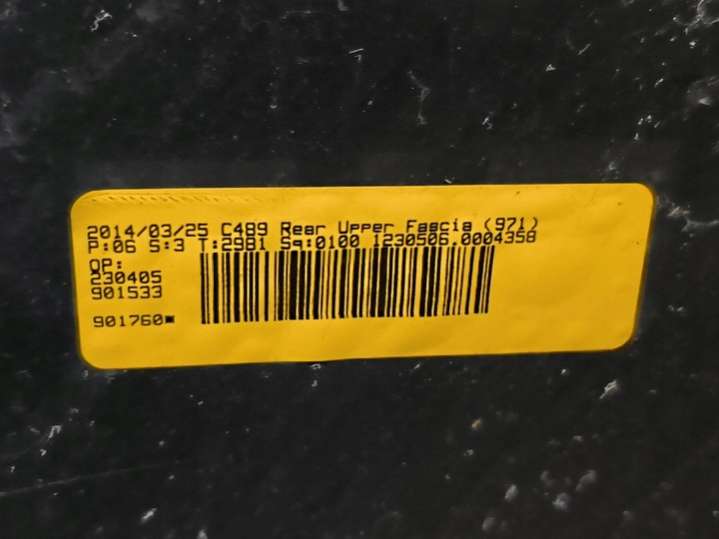 2014/03/25 C489 Rear Upper Fascia (971)
P:06 S:3 T:2981 Sq:0100 1230506.0004358
OP:
230405
901533
901760■